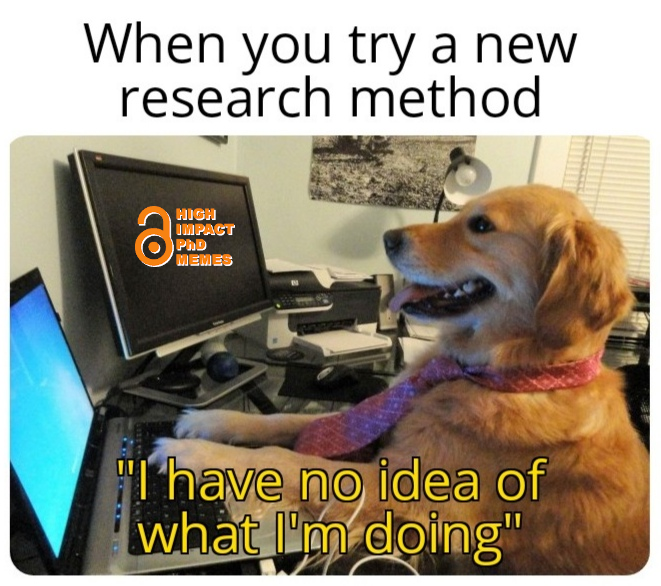 When you try a new
research method
HIGH
IMPACT
PhD
MEMES
"I have no idea of
what I'm doing"